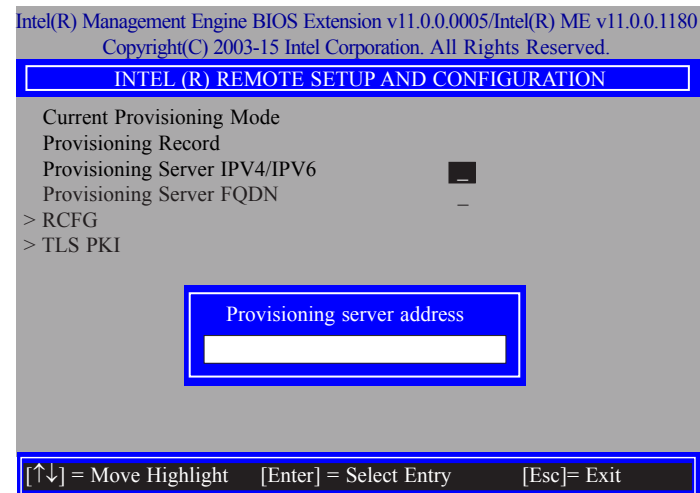 Intel(R) Management Engine BIOS Extension v11.0.0.0005/Intel(R) ME v11.0.0.1180
Copyright(C) 2003-15 Intel Corporation. All Rights Reserved.
INTEL (R) REMOTE SETUP AND CONFIGURATION
Current Provisioning Mode
Provisioning Record
Provisioning Server IPV4/IPV6 _
Provisioning Server FQDN _
> RCFG
> TLS PKI
Provisioning server address
[↑↓] = Move Highlight [Enter] = Select Entry [Esc]= Exit